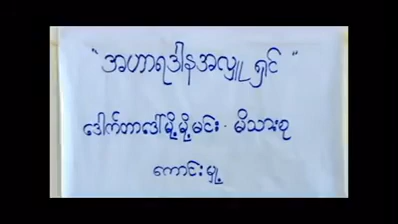 "အဟာရဒါနအလှူ ရှင်"
ဒေါက်တာဒေါ်မို့မို့မင်း - မိသားစု
ကောင်းမှု့